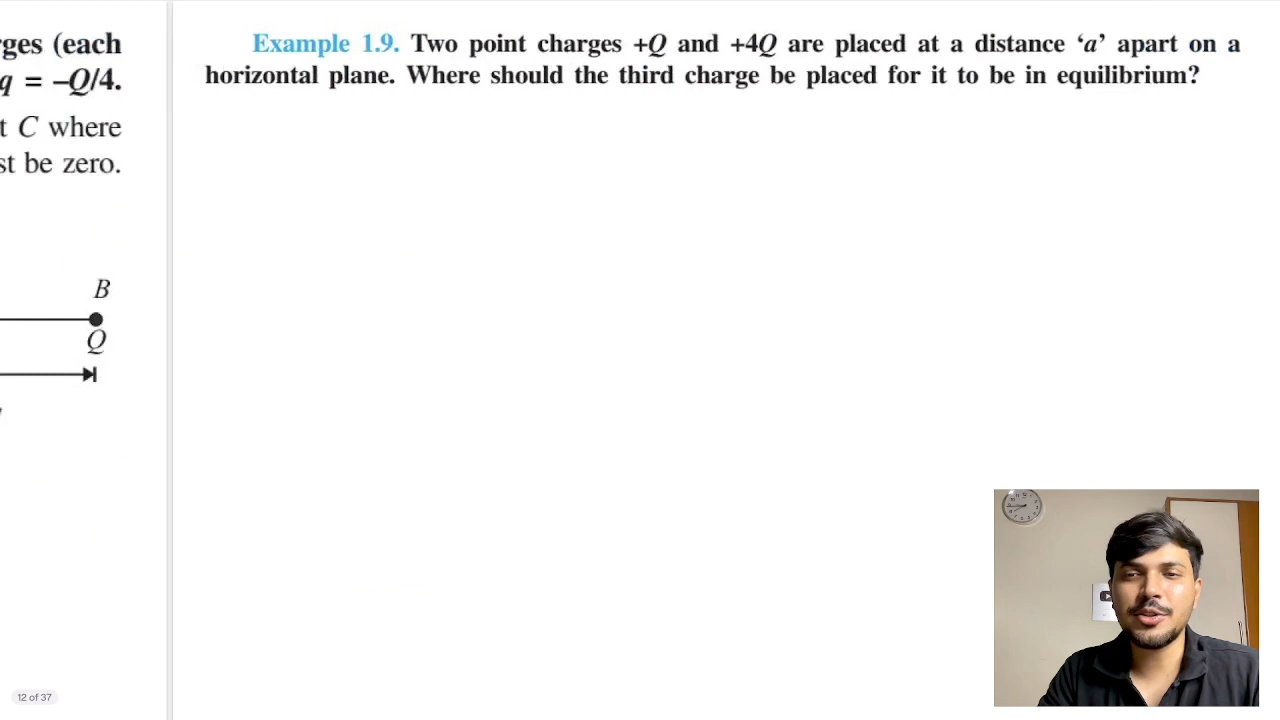 rges (each
q = –Q/4.
t C where
st be zero.
B
Q
Example 1.9. Two point charges +Q and +4Q are placed at a distance ‘a’ apart on a
horizontal plane. Where should the third charge be placed for it to be in equilibrium?
12 of 37